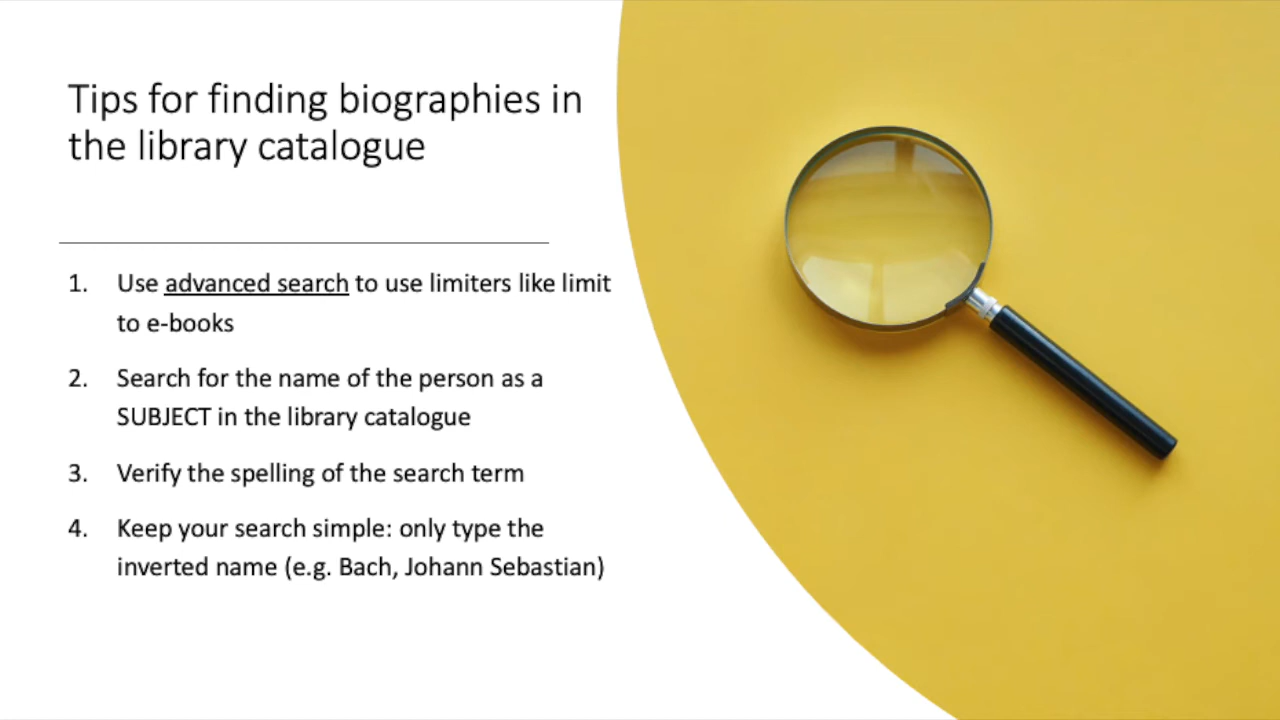 Tips for finding biographies in
the library catalogue
1. Use advanced search to use limiters like limit
to e-books
2. Search for the name of the person as a
SUBJECT in the library catalogue
3. Verify the spelling of the search term
4. Keep your search simple: only type the
inverted name (e.g. Bach, Johann Sebastian)